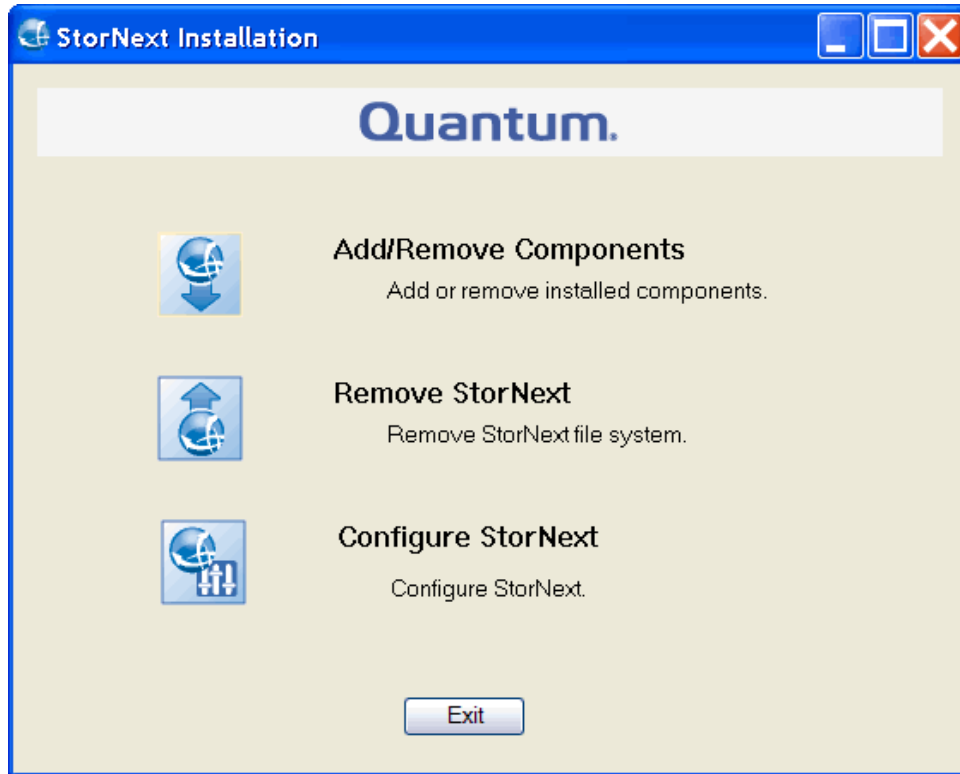 StorNext Installation
Quantum.
Add/Remove Components
Add or remove installed components.
Remove StorNext
Remove StorNext file system.
Configure StorNext
Configure StorNext.
Exit